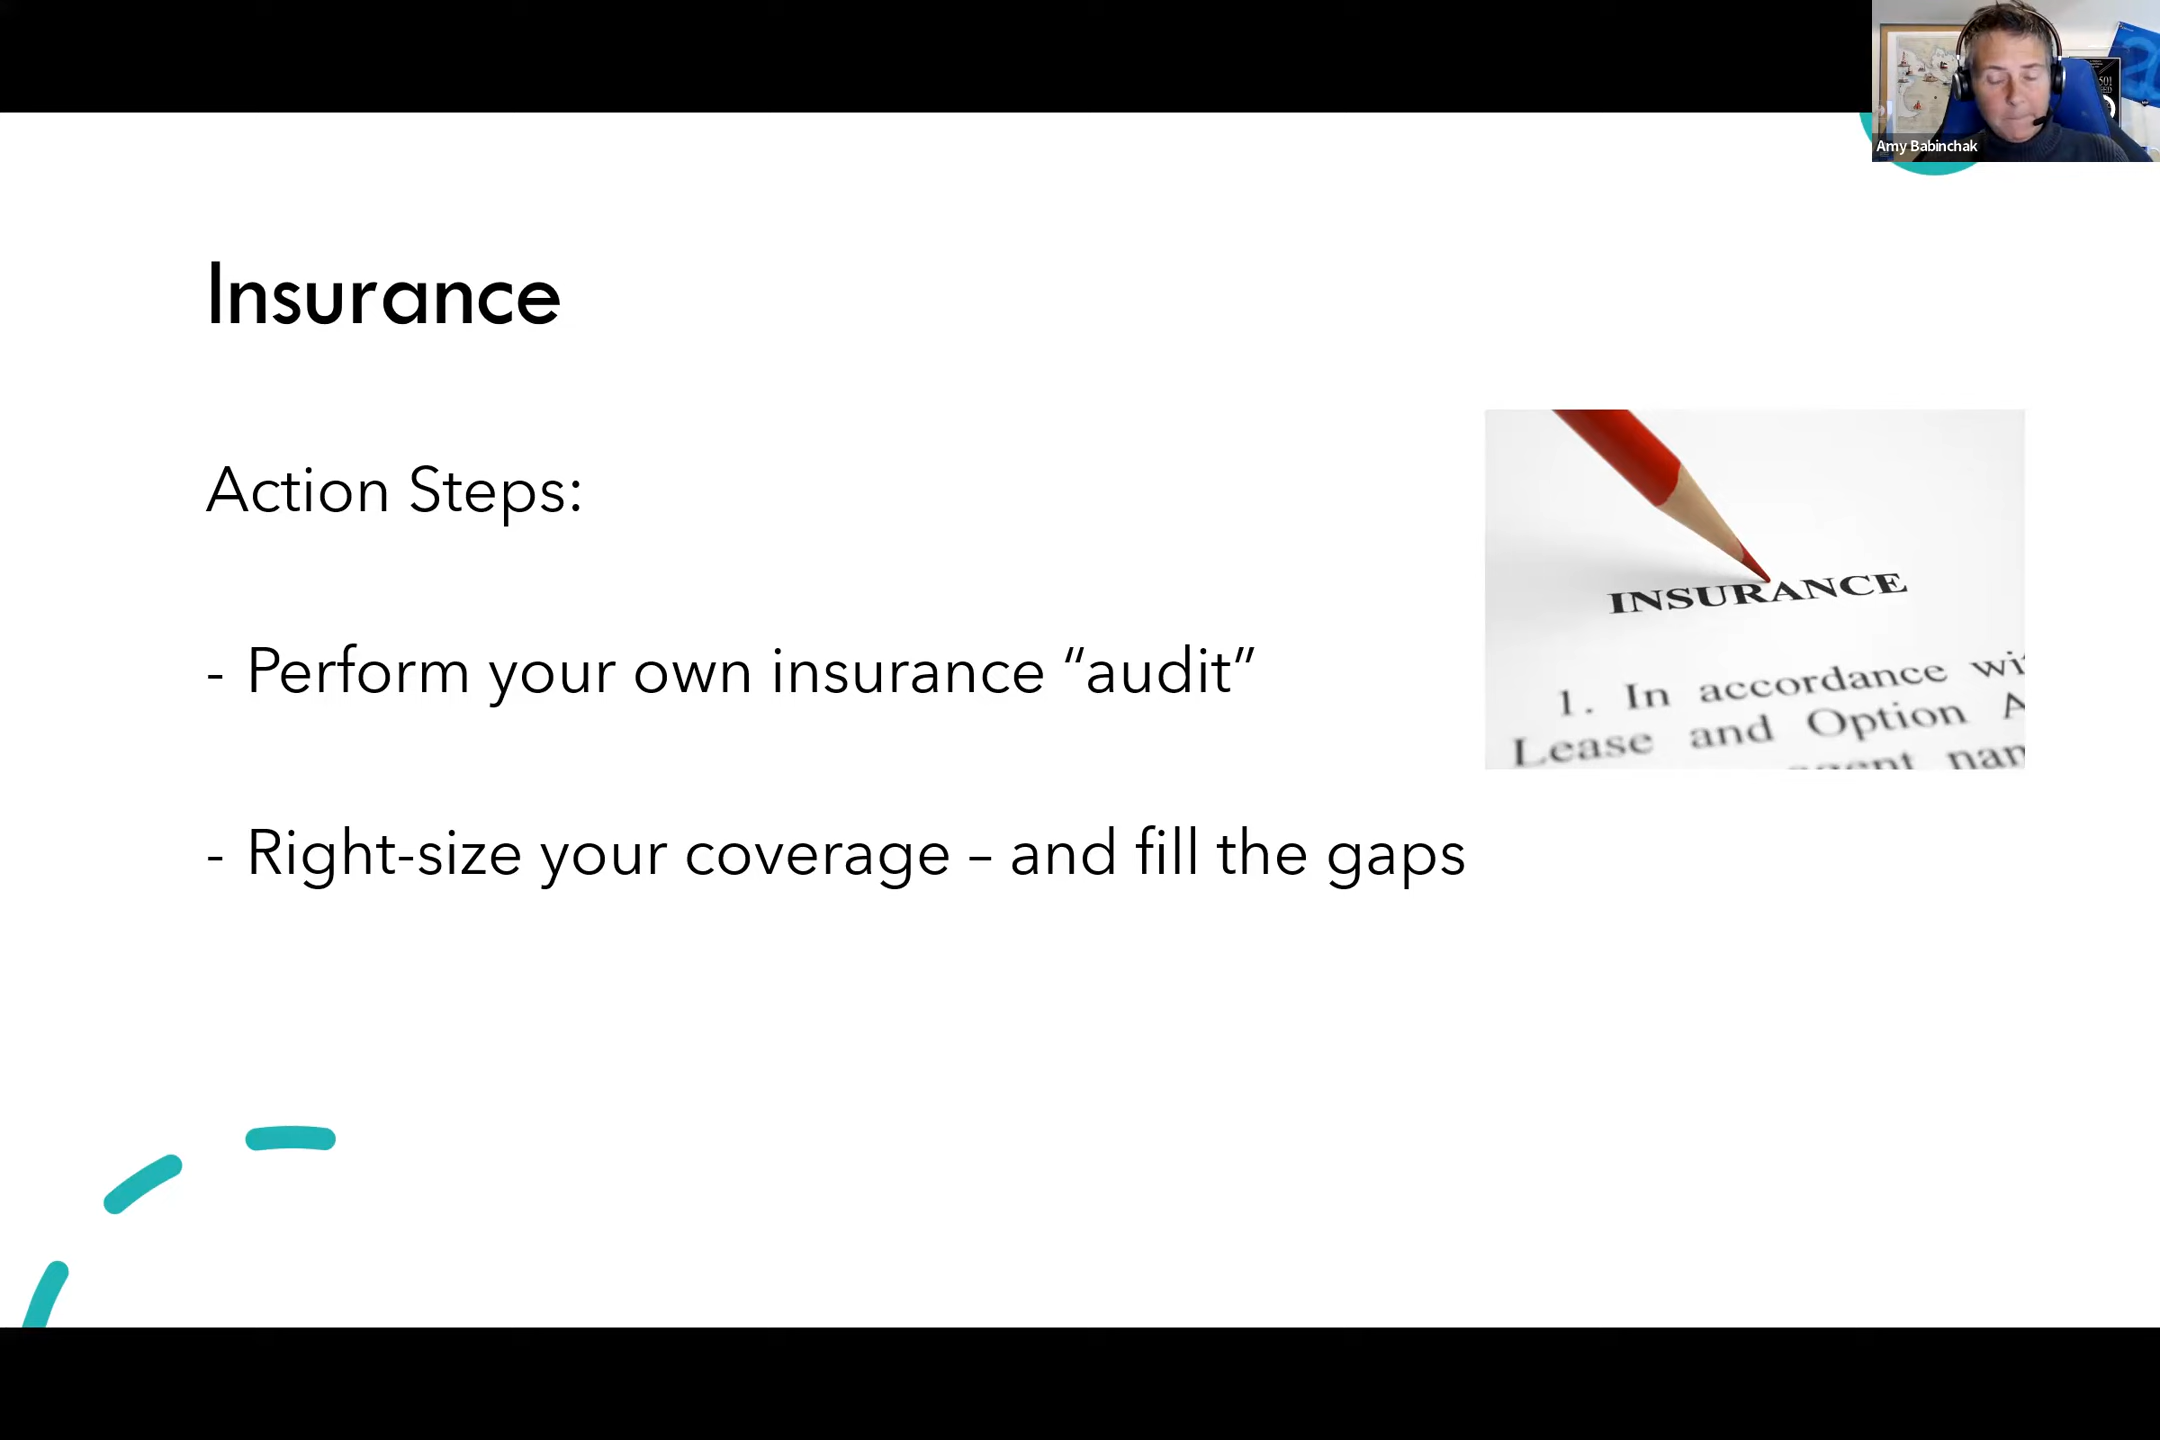 Amy Babinchak
Insurance
Action Steps:
- Perform your own insurance “audit”
- Right-size your coverage – and fill the gaps
INSURANCE
1. In accordance
Lease and Option